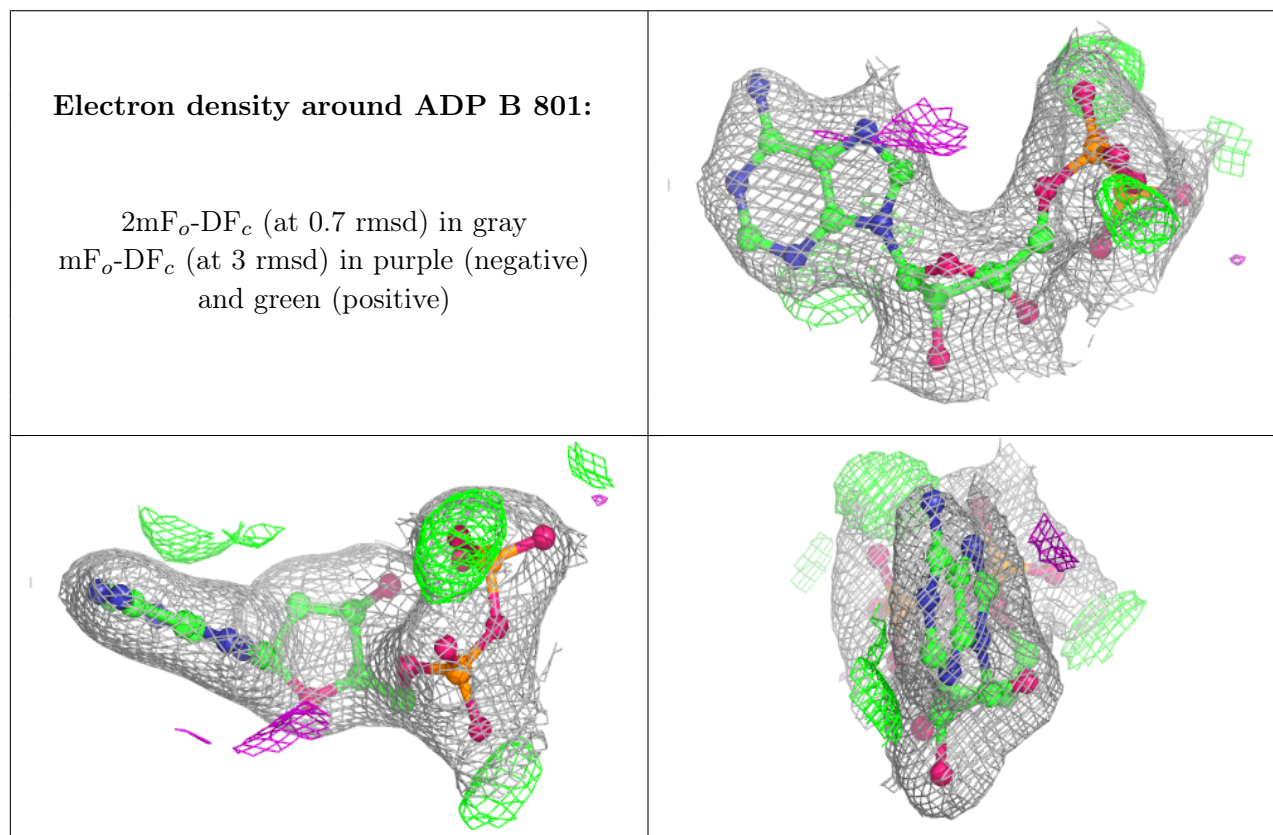 Electron density around ADP B 801:
2mFo-DFc (at 0.7 rmsd) in gray
mFo-DFc (at 3 rmsd) in purple (negative)
and green (positive)